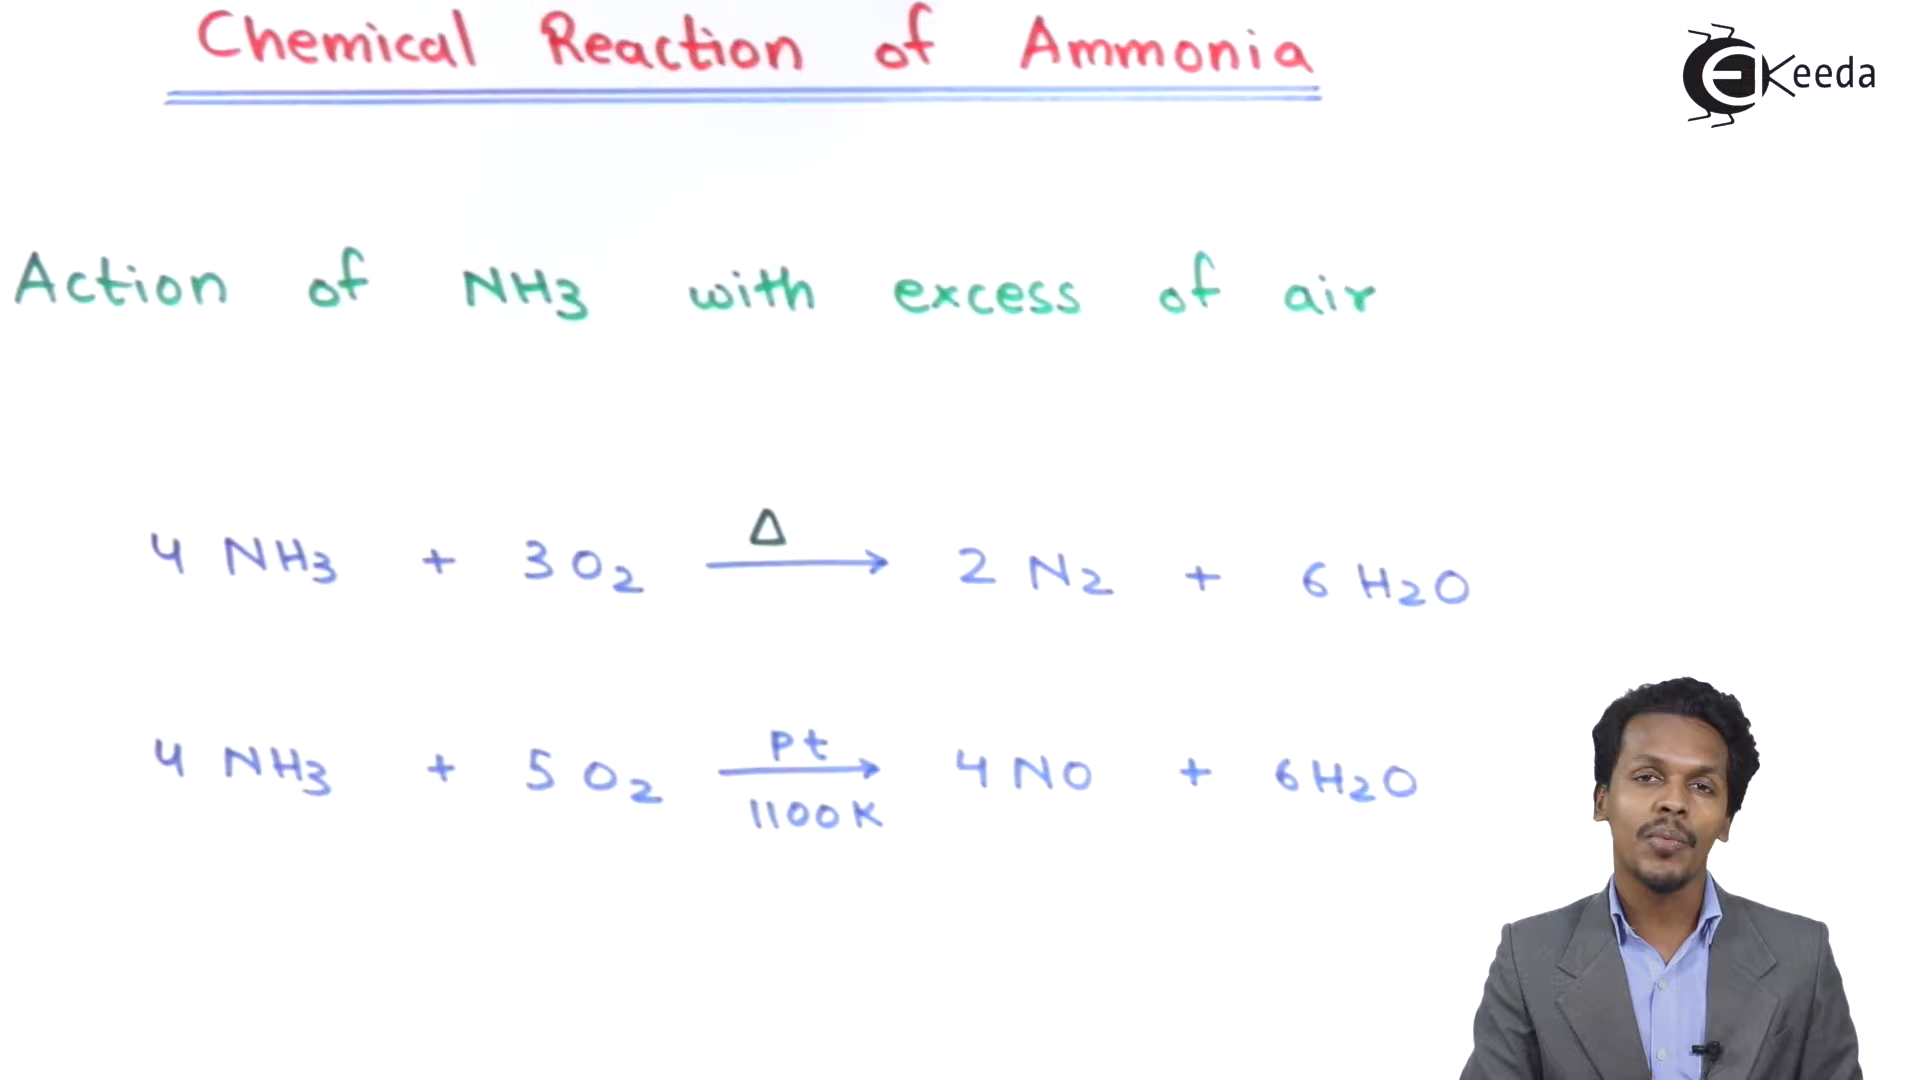 Chemical Reaction of Ammonia
eKeeda
Action of NH3 with excess of air
Δ
4 NH3 + 3O2 → 2 N2 + 6 H2O
Pt
4 NH3 + 5 O2 → 4 NO + 6H2O
1100K